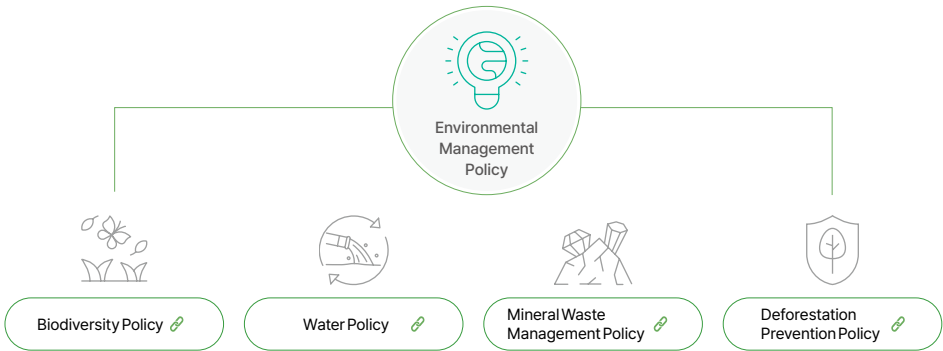 Environmental
Management
Policy
Biodiversity Policy
Water Policy
Mineral Waste
Management Policy
Deforestation
Prevention Policy